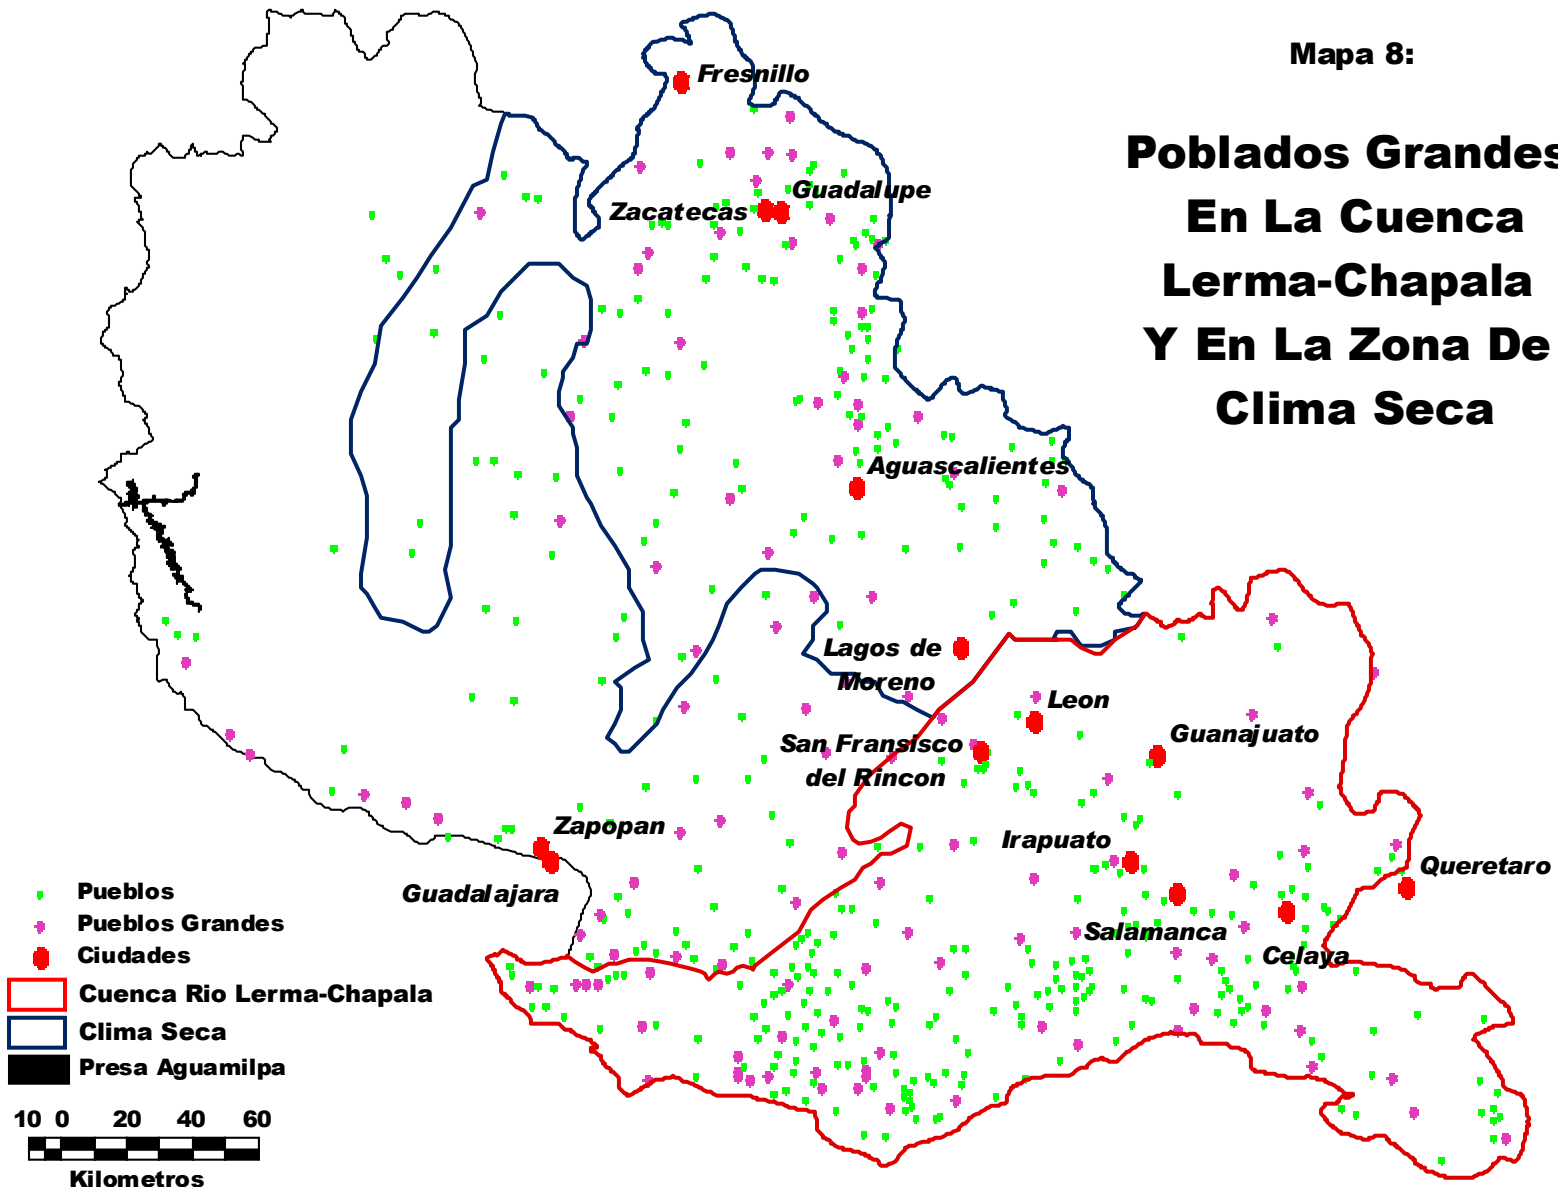 Mapa 8:
Poblados Grandes
En La Cuenca
Lerma-Chapala
Y En La Zona De
Clima Seca
Fresnillo
Guadalupe
Zacatecas
Aguascalientes
Lagos de
Moreno
Leon
San Fransisco
del Rincon
Guanajuato
Zapopan
Irapuato
Queretaro
Guadalajara
Salamanca
Celaya
Pueblos
Pueblos Grandes
Ciudades
Cuenca Rio Lerma-Chapala
Clima Seca
Presa Aguamilpa
10 0 20 40 60
Kilometros